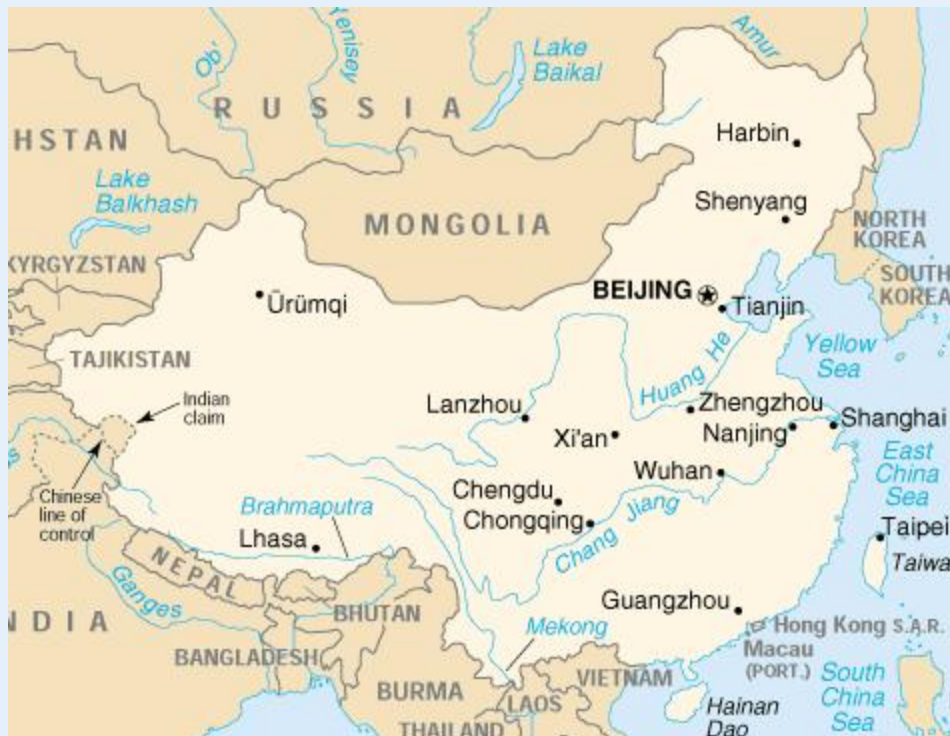 Ob'
Yenisey
Lake
Baikal
Amur
RUSSIA
HSTAN
Harbin
Lake
Balkhash
Shenyang
MONGOLIA
NORTH
KOREA
KYRGYZSTAN
SOUTH
KOREA
BEIJING
Ürümqi
Tianjin
TAJIKISTAN
Yellow
Sea
Huang He
Indian
claim
Lanzhou
Zhengzhou
Shanghai
Xi'an
Nanjing
East
China
Sea
Wuhan
Chinese
line of
control
Chengdu
Brahmaputra
Chongqing
Chang Jiang
Taipei
Lhasa
Taiwa
NEPAL
Ganges
Guangzhou
BHUTAN
NDIA
Mekong
Hong Kong S.A.R.
Macau
(PORT.)
BANGLADESH
VIETNAM
South
China
Sea
BURMA
LAOS
Hainan
Dao
THAILAND